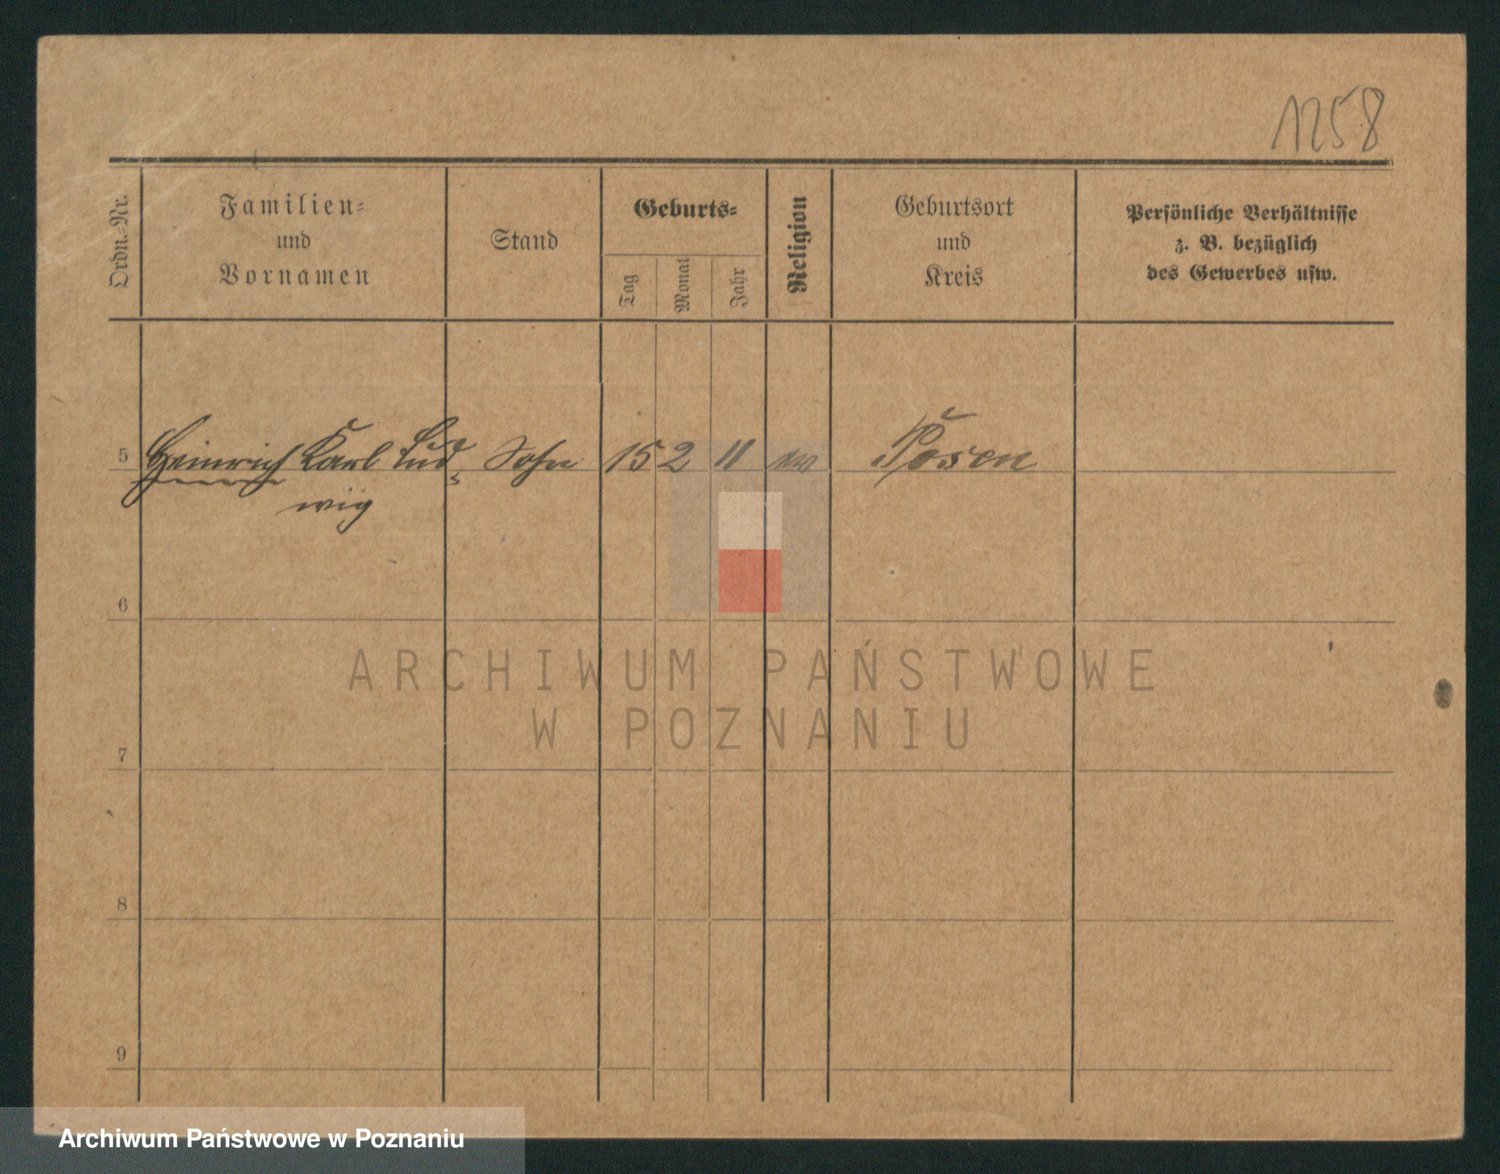 1258
Ordn.-Nr.
Familien-
und
Vornamen
Stand
Geburts-
Tag
Monat
Jahr
Religion
Geburtsort
und
Kreis
Persönliche Verhältnisse
z. B. bezüglich
des Gewerbes usw.
5 Heinrich Karl Lud- Sohn 15 2 11 Posen
wig
6
7
8
9
ARCHIWUM PAŃSTWOWE
W POZNANIU
Archiwum Państwowe w Poznaniu